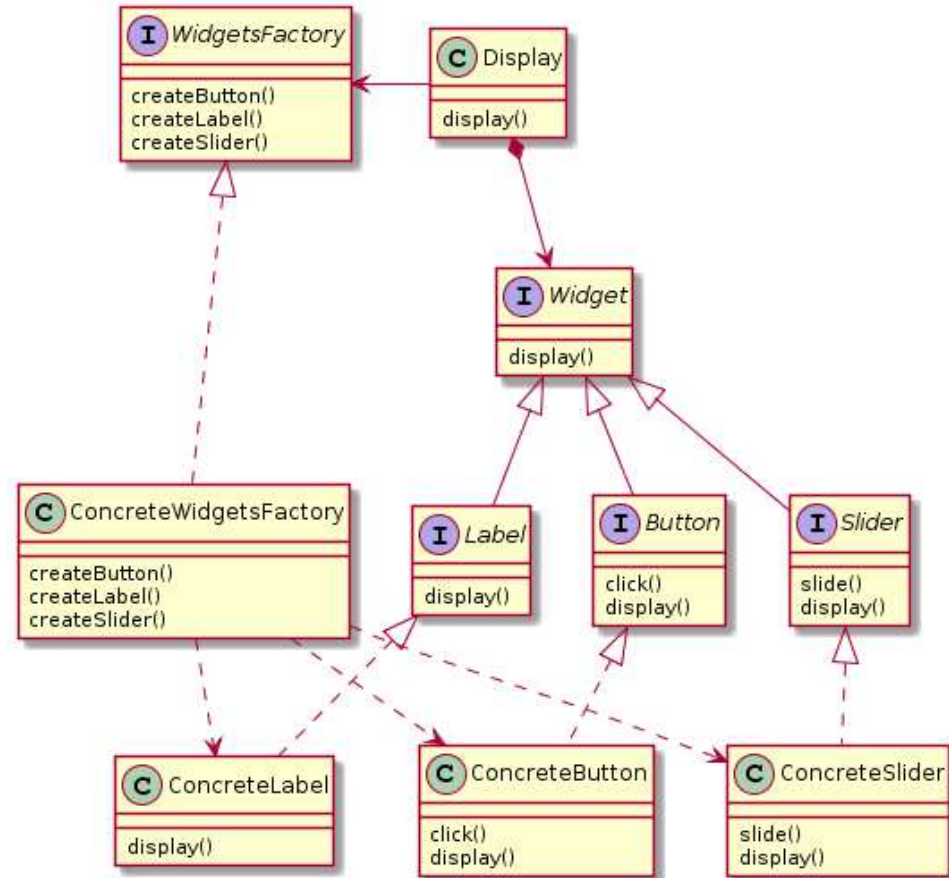 I WidgetsFactory
createButton()
createLabel()
createSlider()
C Display
display()
I Widget
display()
C ConcreteWidgetsFactory
createButton()
createLabel()
createSlider()
I Label
display()
I Button
click()
display()
I Slider
slide()
display()
C ConcreteLabel
display()
C ConcreteButton
click()
display()
C ConcreteSlider
slide()
display()